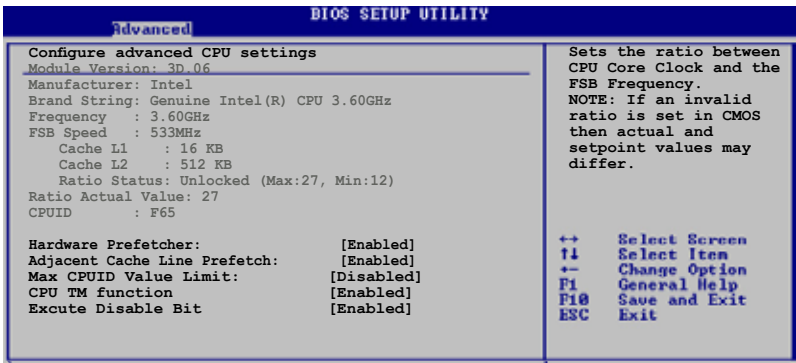 BIOS SETUP UTILITY
Advanced
Configure advanced CPU settings
Module Version: 3D.06
Manufacturer: Intel
Brand String: Genuine Intel(R) CPU 3.60GHz
Frequency : 3.60GHz
FSB Speed : 533MHz
Cache L1 : 16 KB
Cache L2 : 512 KB
Ratio Status: Unlocked (Max:27, Min:12)
Ratio Actual Value: 27
CPUID : F65
Hardware Prefetcher: [Enabled]
Adjacent Cache Line Prefetch: [Enabled]
Max CPUID Value Limit: [Disabled]
CPU TM function [Enabled]
Excute Disable Bit [Enabled]
Sets the ratio between
CPU Core Clock and the
FSB Frequency.
NOTE: If an invalid
ratio is set in CMOS
then actual and
setpoint values may
differ.
←→ Select Screen
↑↓ Select Item
+- Change Option
F1 General Help
F10 Save and Exit
ESC Exit